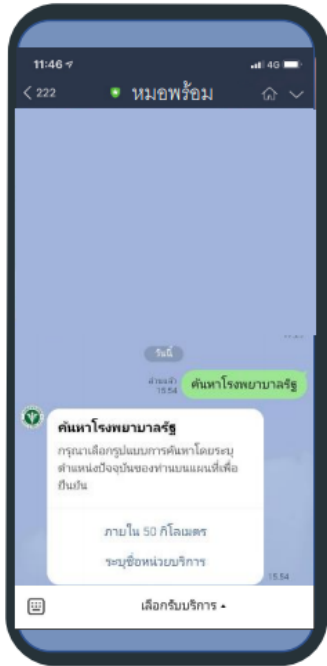 11:46
4G
222
หมอพร้อม
วันนี้
อ่านแล้ว
15.54
ค้นหาโรงพยาบาลรัฐ
ค้นหาโรงพยาบาลรัฐ
กรุณาเลือกรูปแบบการค้นหาโดยระบุ
ตำแหน่งปัจจุบันของท่านบนแผนที่เพื่อ
ยืนยัน
ภายใน 50 กิโลเมตร
ระบุชื่อหน่วยบริการ
15.54
เลือกรับบริการ